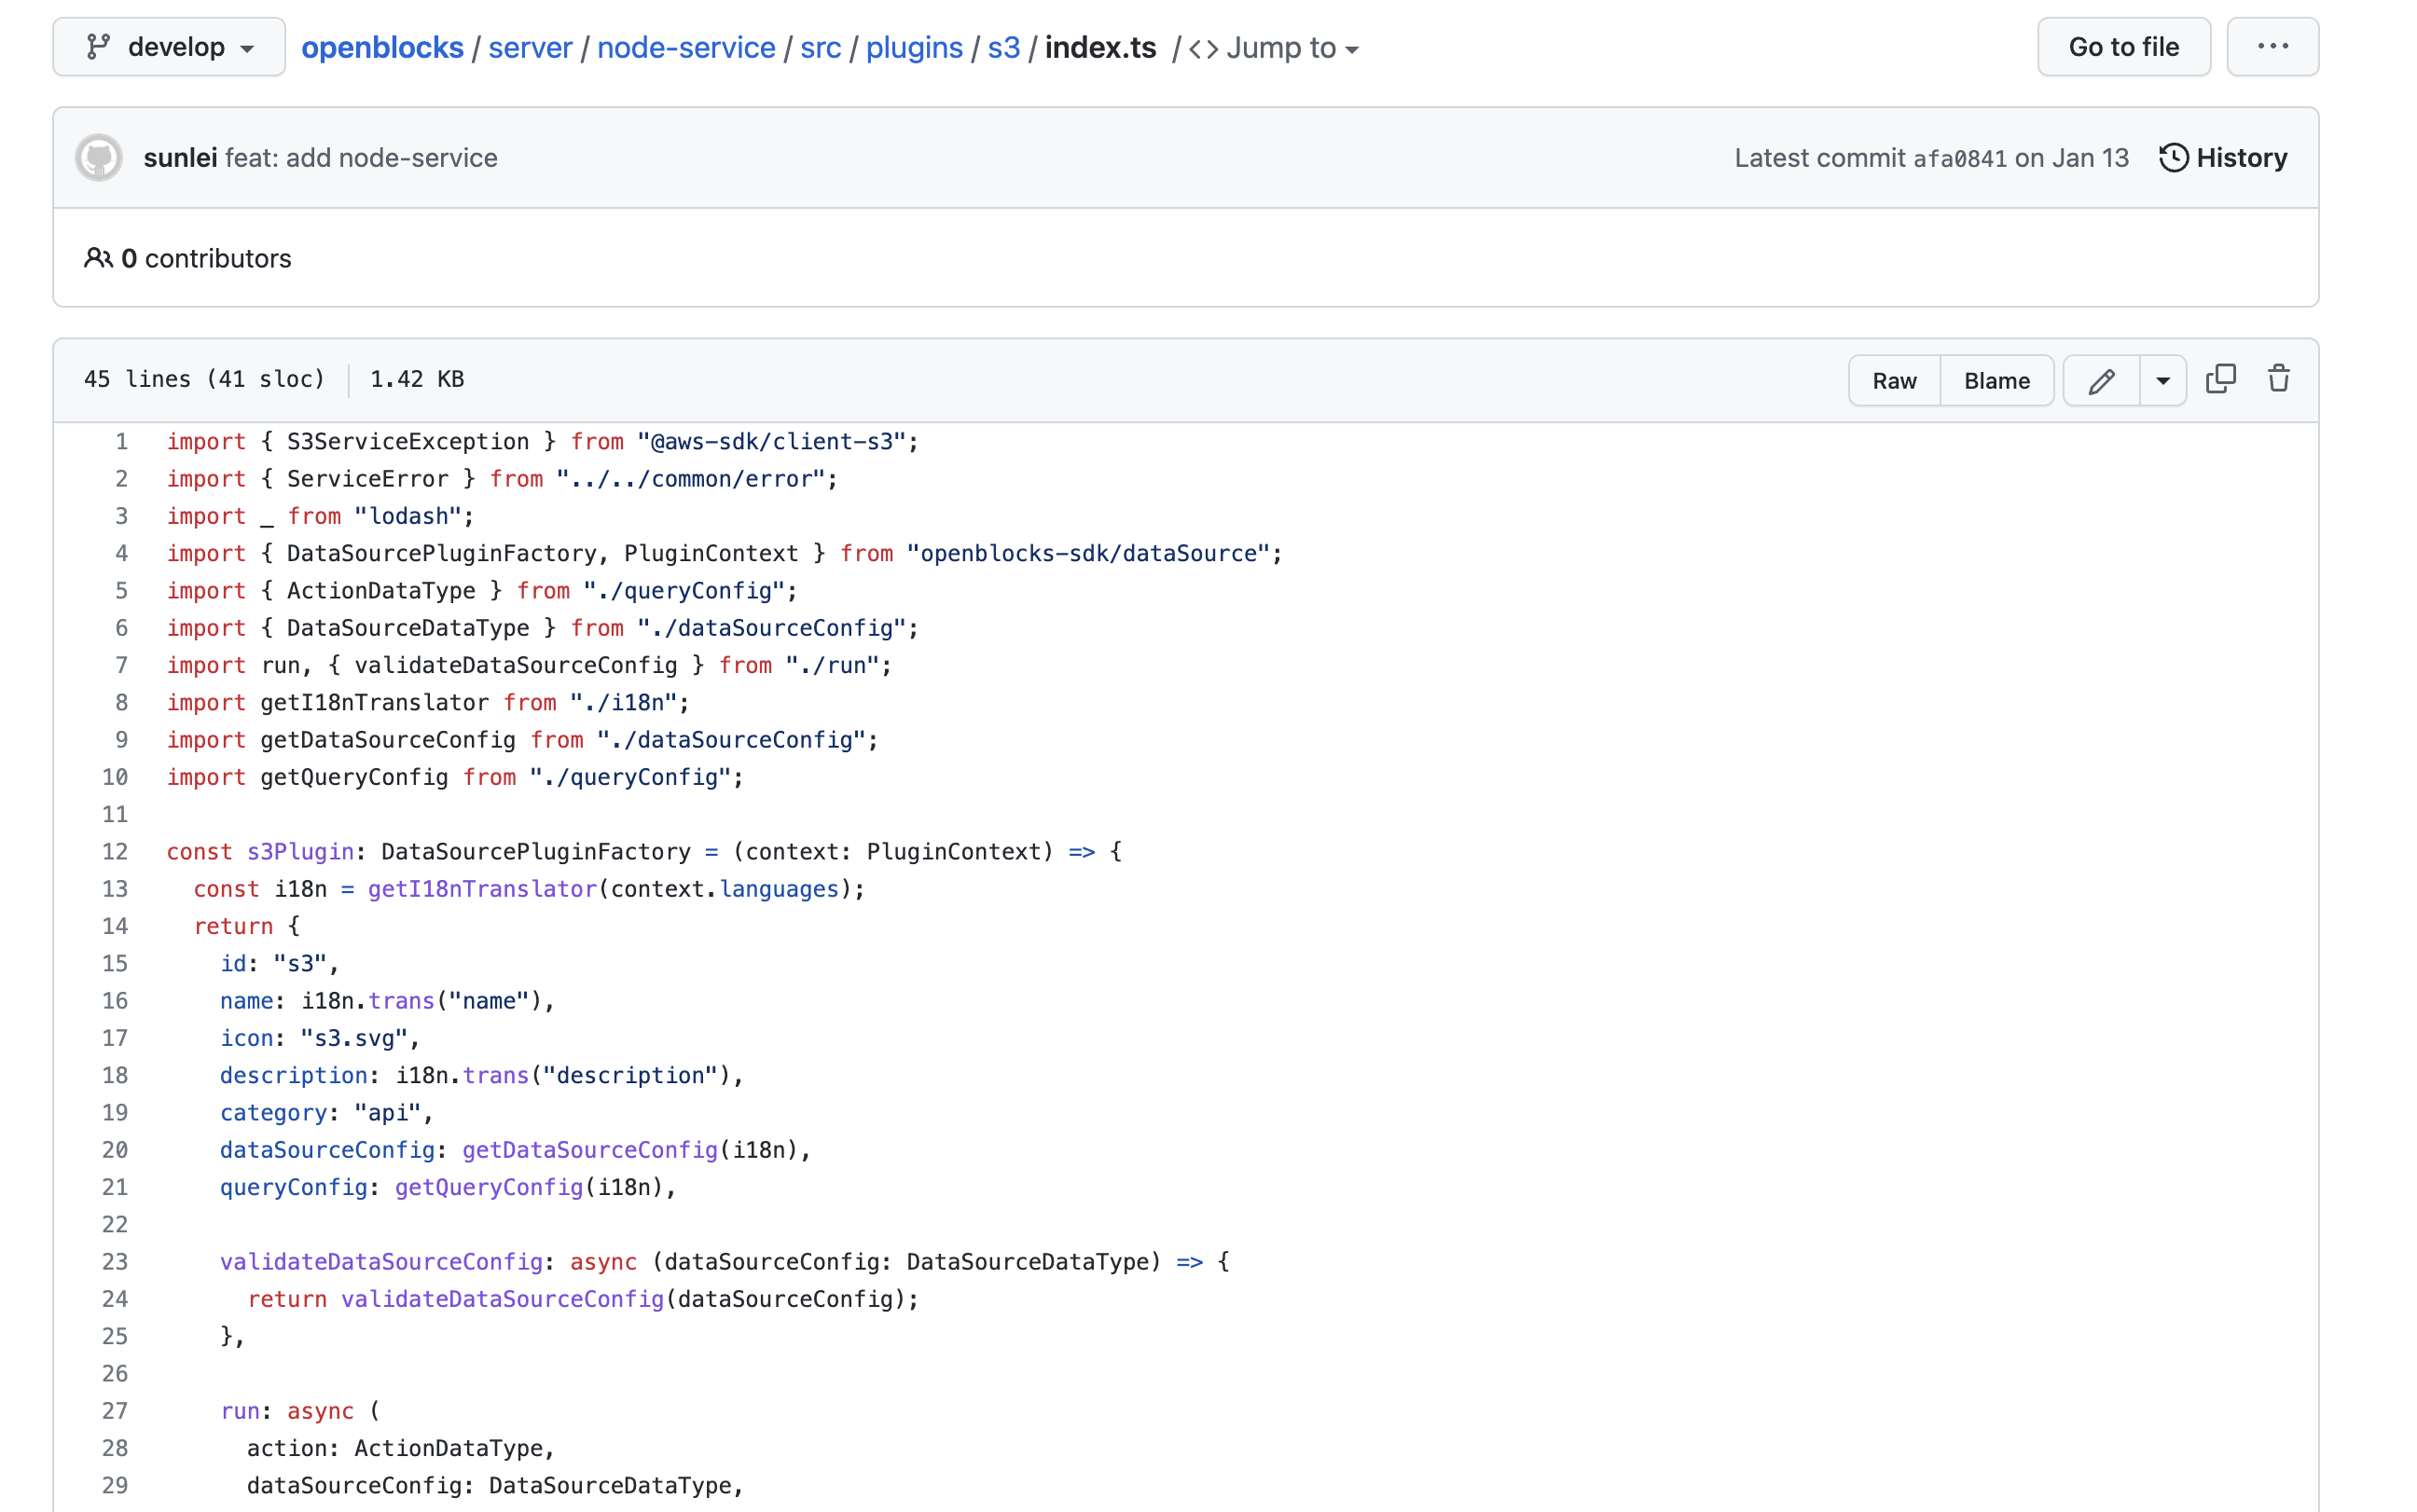 develop openblocks / server / node-service / src / plugins / s3 / index.ts / <> Jump to Go to file ...
sunlei feat: add node-service Latest commit afa0841 on Jan 13 History
0 contributors
45 lines (41 sloc) | 1.42 KB Raw Blame
1 import { S3ServiceException } from "@aws-sdk/client-s3";
2 import { ServiceError } from "../../common/error";
3 import _ from "lodash";
4 import { DataSourcePluginFactory, PluginContext } from "openblocks-sdk/dataSource";
5 import { ActionDataType } from "./queryConfig";
6 import { DataSourceDataType } from "./dataSourceConfig";
7 import run, { validateDataSourceConfig } from "./run";
8 import getI18nTranslator from "./i18n";
9 import getDataSourceConfig from "./dataSourceConfig";
10 import getQueryConfig from "./queryConfig";
11
12 const s3Plugin: DataSourcePluginFactory = (context: PluginContext) => {
13   const i18n = getI18nTranslator(context.languages);
14   return {
15     id: "s3",
16     name: i18n.trans("name"),
17     icon: "s3.svg",
18     description: i18n.trans("description"),
19     category: "api",
20     dataSourceConfig: getDataSourceConfig(i18n),
21     queryConfig: getQueryConfig(i18n),
22
23     validateDataSourceConfig: async (dataSourceConfig: DataSourceDataType) => {
24       return validateDataSourceConfig(dataSourceConfig);
25     },
26
27     run: async (
28       action: ActionDataType,
29       dataSourceConfig: DataSourceDataType,